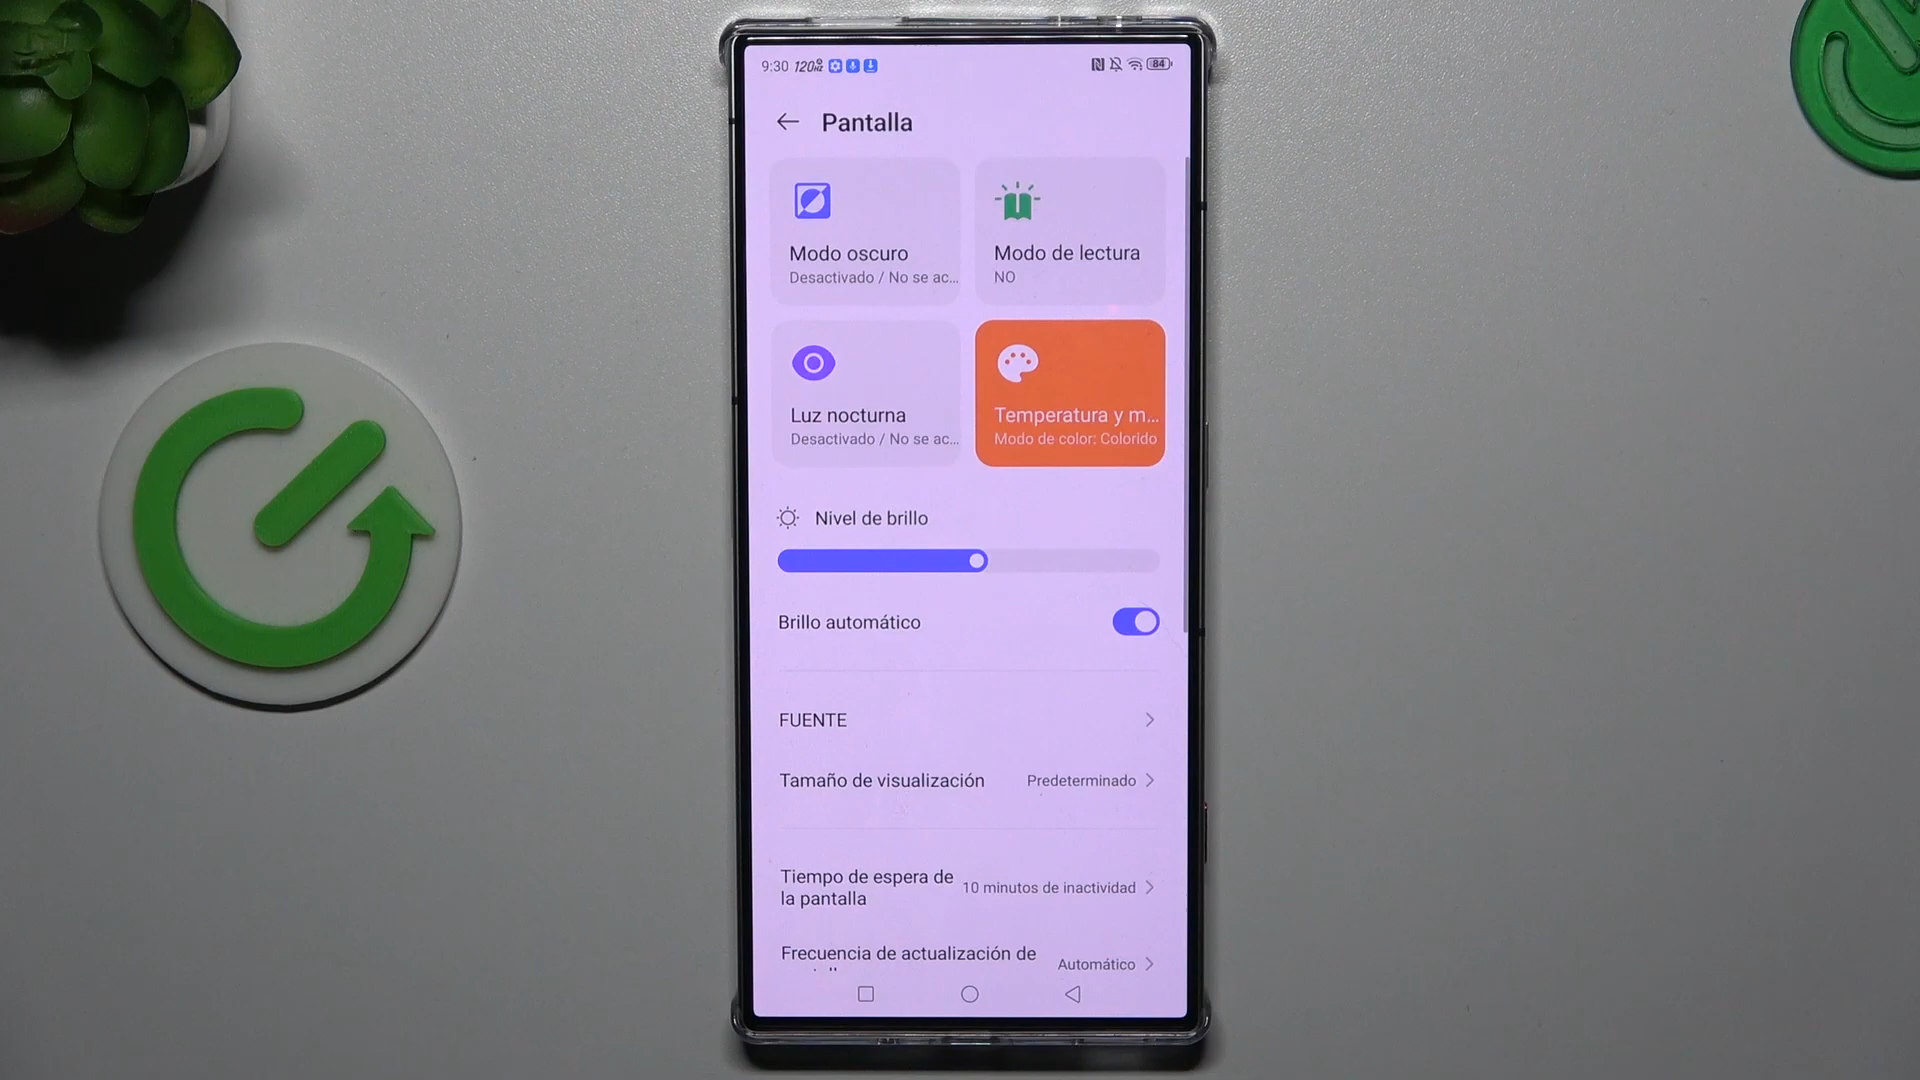 9:30 120Hz 84
Pantalla
Modo oscuro
Desactivado / No se ac...
Modo de lectura
NO
Luz nocturna
Desactivado / No se ac...
Temperatura y m...
Modo de color: Colorido
Nivel de brillo
Brillo automático
FUENTE
Tamaño de visualización Predeterminado
Tiempo de espera de
la pantalla
10 minutos de inactividad
Frecuencia de actualización de
Automático